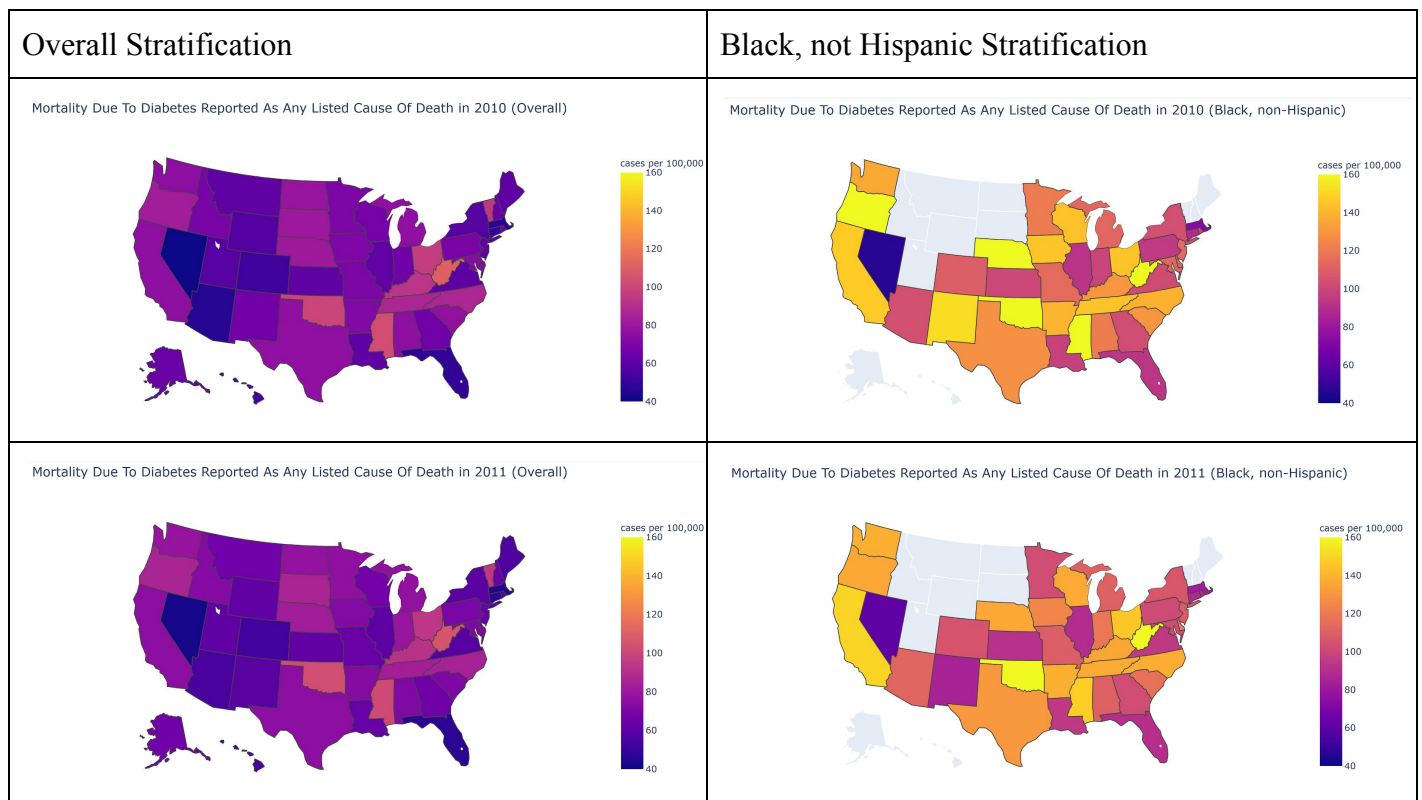 Overall Stratification
Black, not Hispanic Stratification
Mortality Due To Diabetes Reported As Any Listed Cause Of Death in 2010 (Overall)
cases per 100,000
160
140
120
100
80
60
40
Mortality Due To Diabetes Reported As Any Listed Cause Of Death in 2010 (Black, non-Hispanic)
cases per 100,000
160
140
120
100
80
60
40
Mortality Due To Diabetes Reported As Any Listed Cause Of Death in 2011 (Overall)
cases per 100,000
160
140
120
100
80
60
40
Mortality Due To Diabetes Reported As Any Listed Cause Of Death in 2011 (Black, non-Hispanic)
cases per 100,000
160
140
120
100
80
60
40